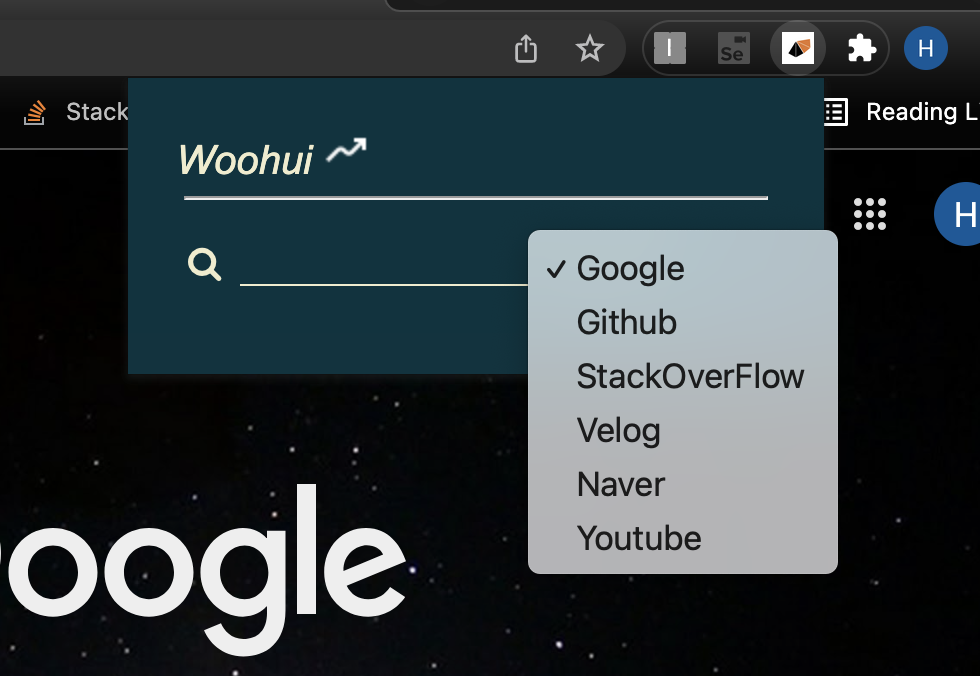 I
Se
H
Stack
Reading L
Woohui
H
✓ Google
Github
StackOverFlow
Velog
Naver
Youtube
oogle